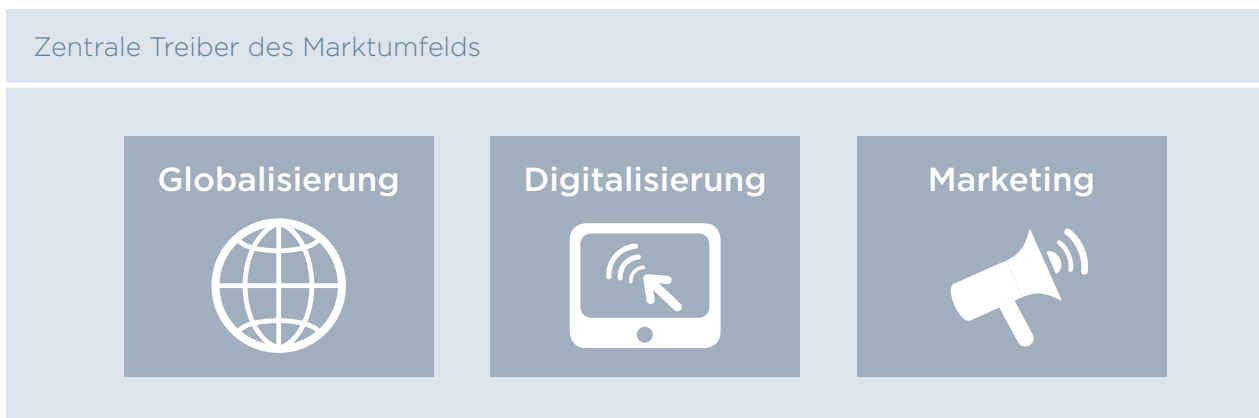 Zentrale Treiber des Marktumfelds
Globalisierung
Digitalisierung
Marketing